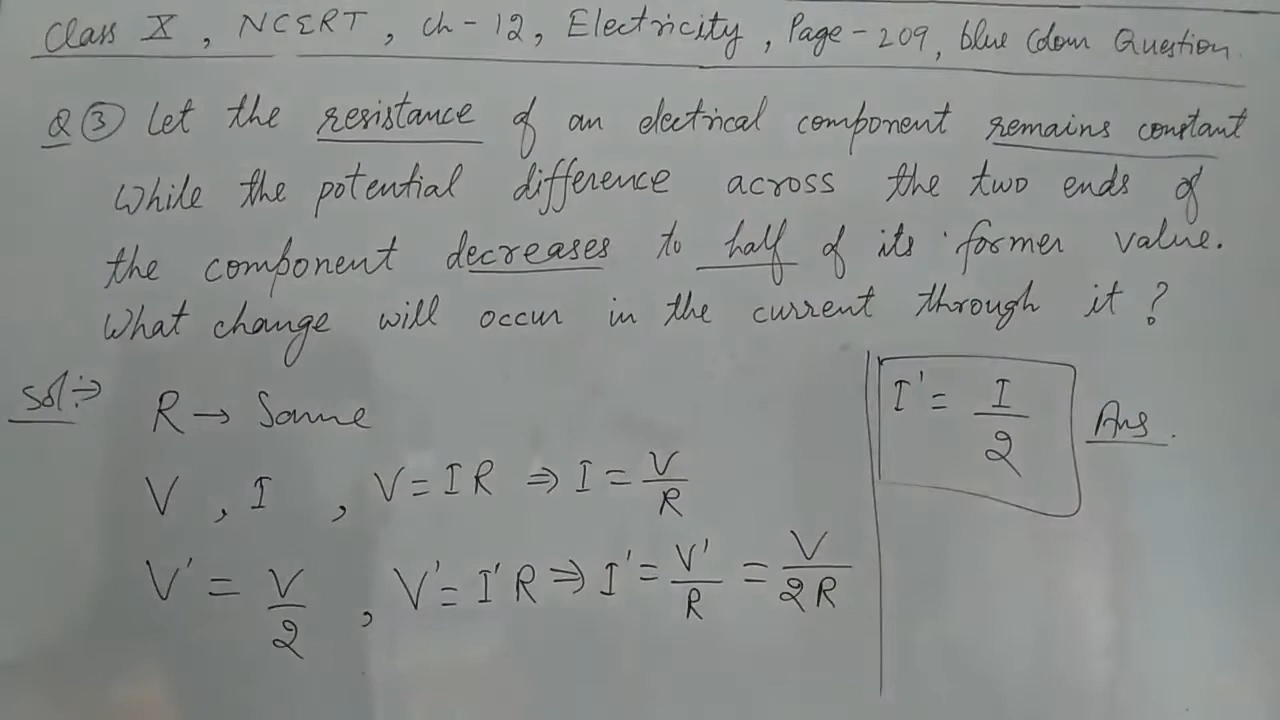 Class X, NCERT, Ch-12, Electricity, Page-209, blue Colour Question.
Q ③ Let the resistance of an electrical component remains constant
While the potential difference across the two ends of
the component decreases to half of its former value.
What change will occur in the current through it?
Sol:⇒
R → Same
V, I, V=IR ⇒ I = V/R
V' = V/2, V'=I'R ⇒ I' = V'/R = V/2R
I' = I/2 Ans.